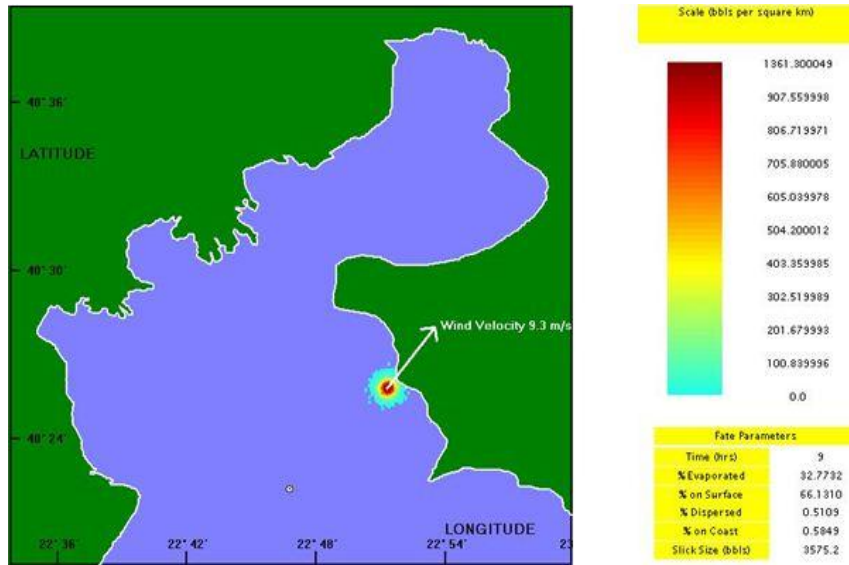 40° 36'
LATITUDE
40° 30'
Wind Velocity 9.3 m/s
40° 24'
LONGITUDE
22° 36' 22° 42' 22° 48' 22° 54' 23
Scale (bbls per square km)
1361.300049
907.559998
806.719971
705.880005
605.039978
504.200012
403.359985
302.519989
201.679993
100.839996
0.0
Fate Parameters
Time (hrs) 9
% Evaporated 32.7732
% on Surface 66.1310
% Dispersed 0.5109
% on Coast 0.5849
Slick Size (bbls) 3575.2